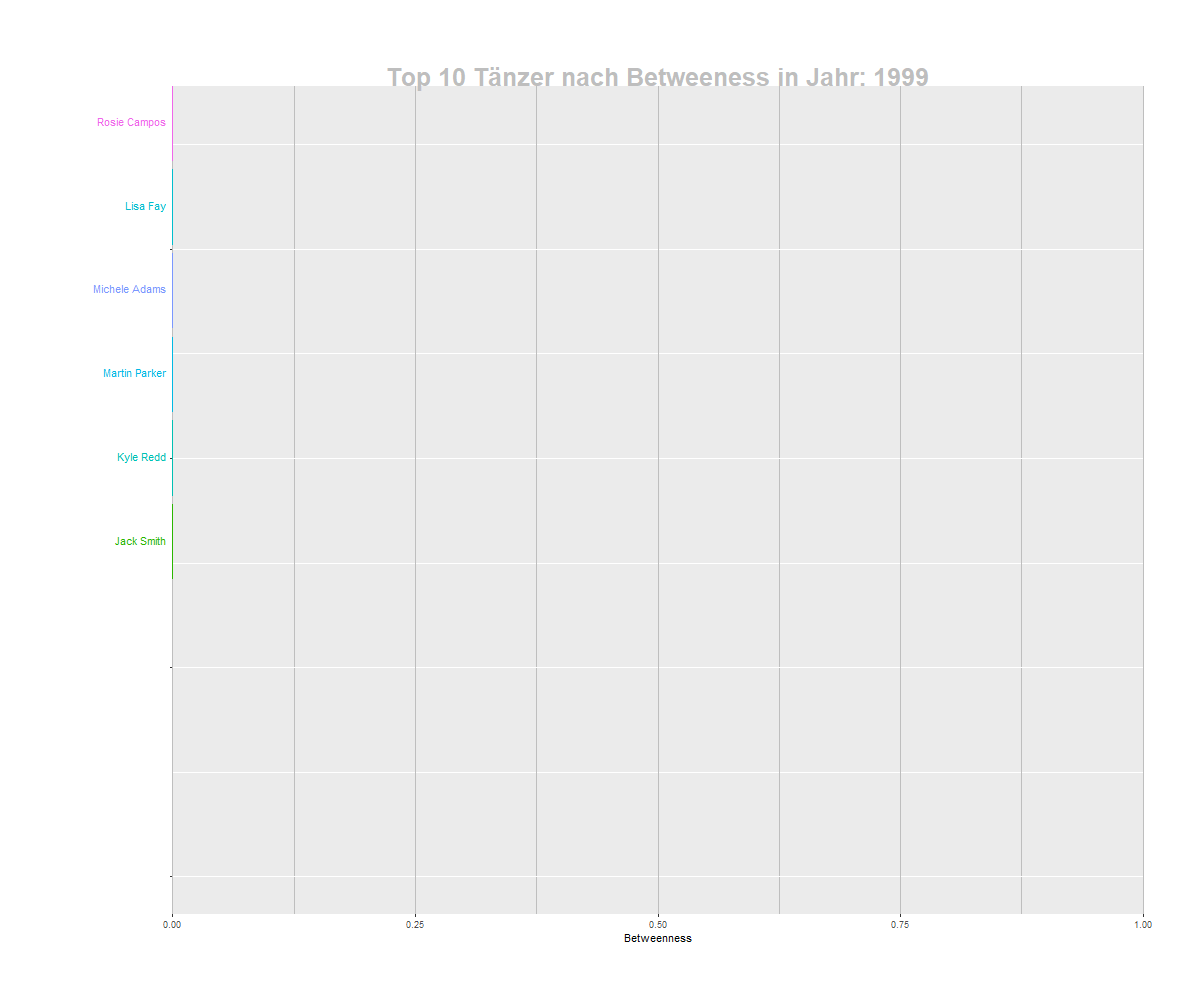 Top 10 Tänzer nach Betweeness in Jahr: 1999
Rosie Campos
Lisa Fay
Michele Adams
Martin Parker
Kyle Redd
Jack Smith
0.00 0.25 0.50 0.75 1.00
Betweenness